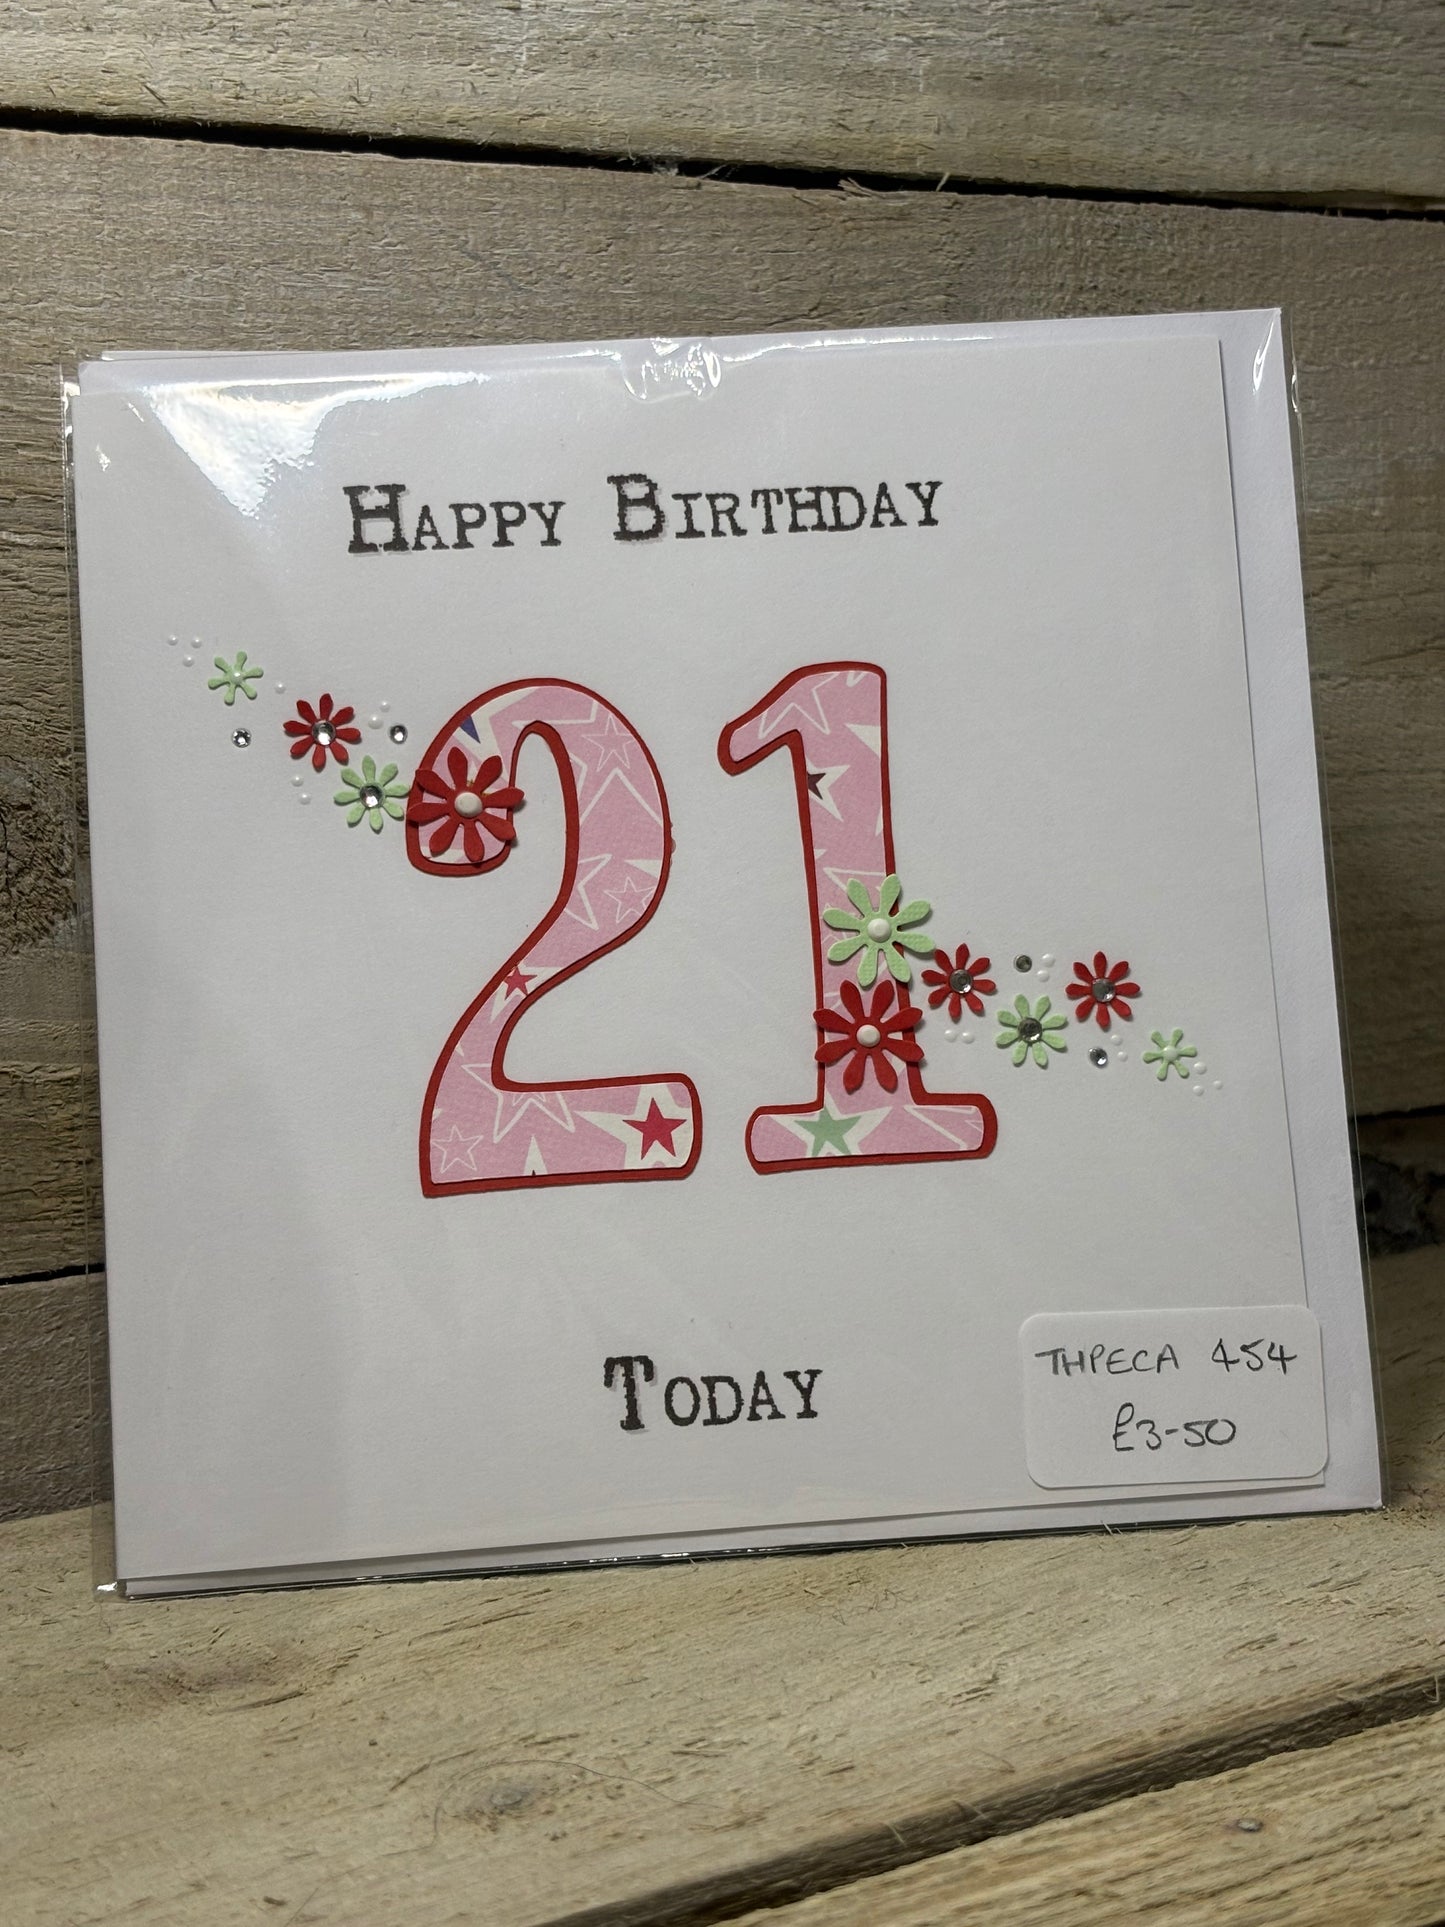 Happy Birthday
21
Today
THPECA 454
£3-50